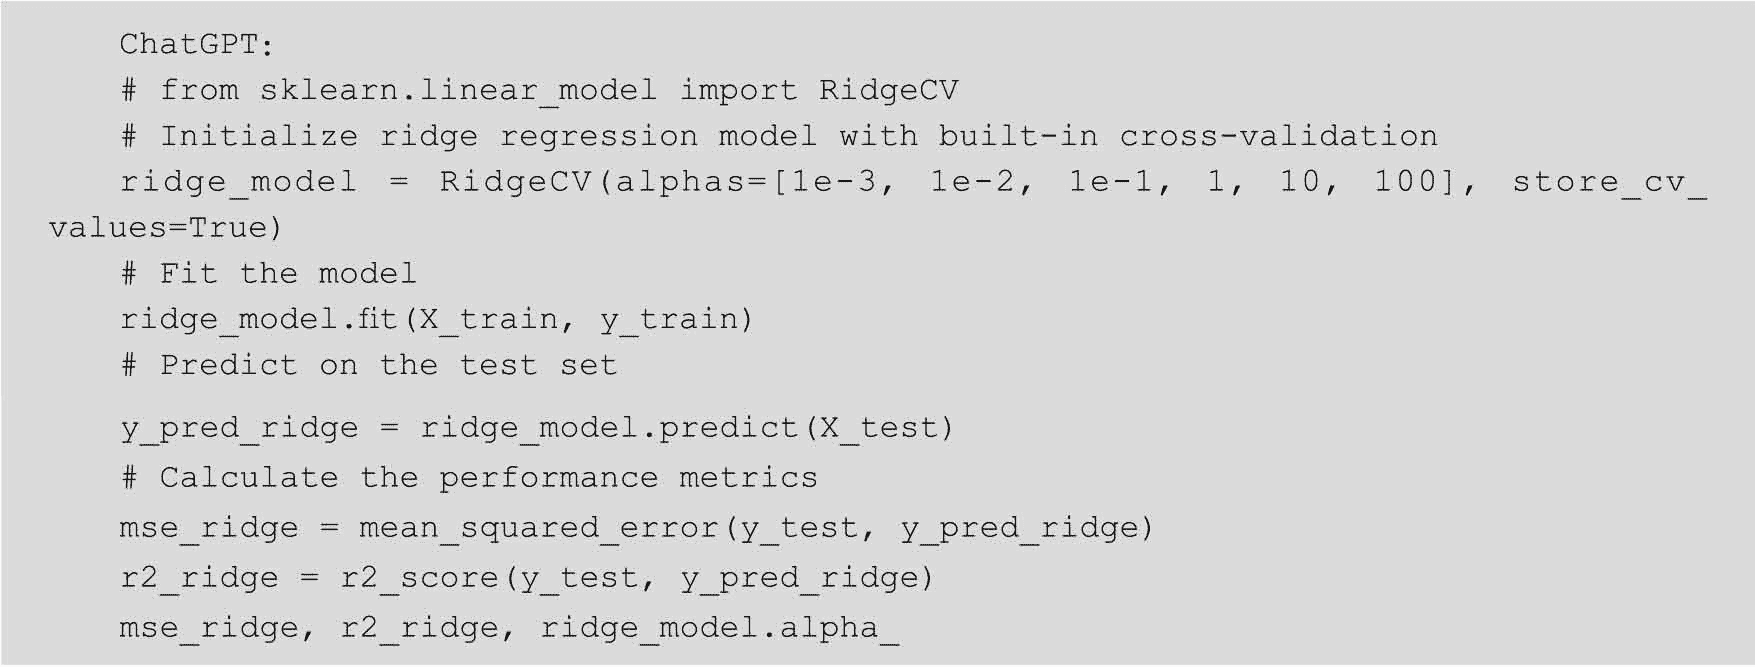 ChatGPT:
# from sklearn.linear_model import RidgeCV
# Initialize ridge regression model with built-in cross-validation
ridge_model = RidgeCV(alphas=[1e-3, 1e-2, 1e-1, 1, 10, 100], store_cv_
values=True)
# Fit the model
ridge_model.fit(X_train, y_train)
# Predict on the test set
y_pred_ridge = ridge_model.predict(X_test)
# Calculate the performance metrics
mse_ridge = mean_squared_error(y_test, y_pred_ridge)
r2_ridge = r2_score(y_test, y_pred_ridge)
mse_ridge, r2_ridge, ridge_model.alpha_